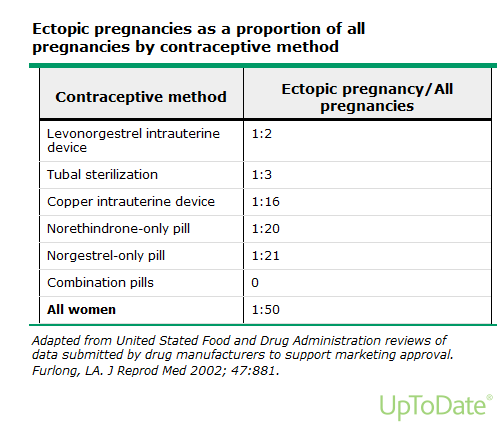 Ectopic pregnancies as a proportion of all
pregnancies by contraceptive method
Contraceptive method
Ectopic pregnancy/All
pregnancies
Levonorgestrel intrauterine
device
1:2
Tubal sterilization
1:3
Copper intrauterine device
1:16
Norethindrone-only pill
1:20
Norgestrel-only pill
1:21
Combination pills
0
All women
1:50
Adapted from United Stated Food and Drug Administration reviews of
data submitted by drug manufacturers to support marketing approval.
Furlong, LA. J Reprod Med 2002; 47:881.
UpToDate®